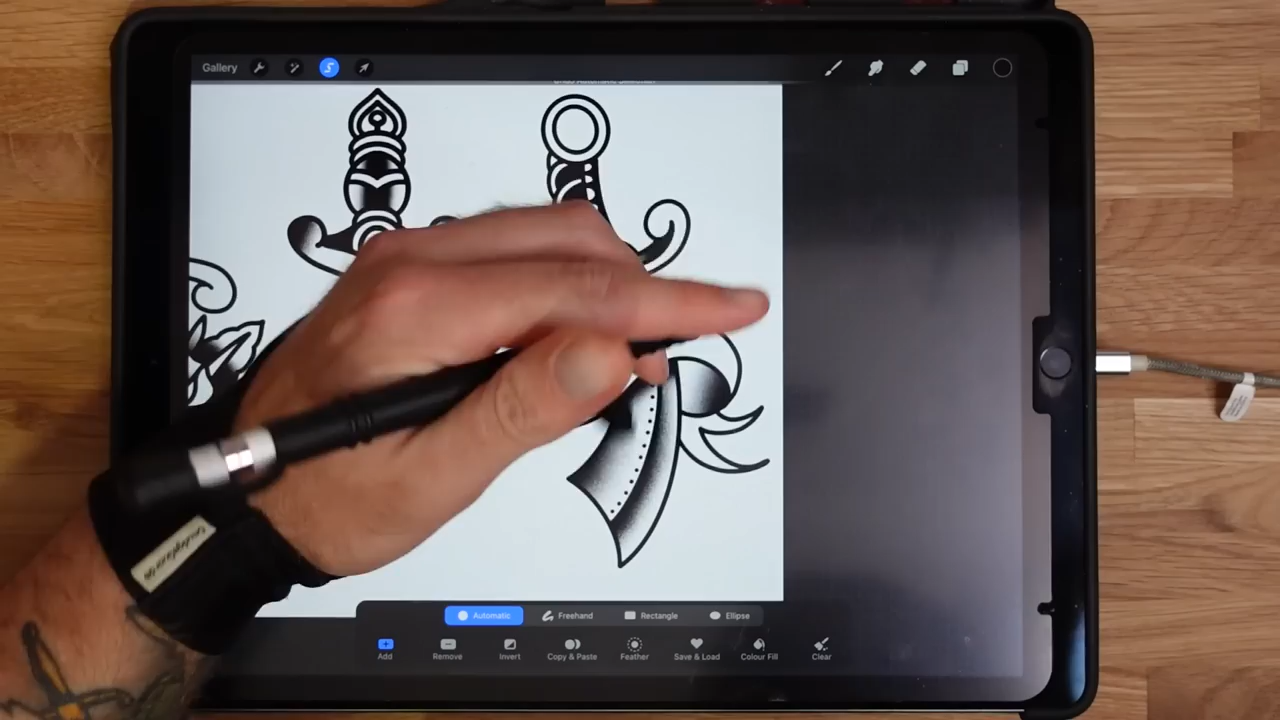 Gallery
Automatic Freehand Rectangle Ellipse
Add Remove Invert Copy & Paste Feather Save & Load Colour Fill Clear